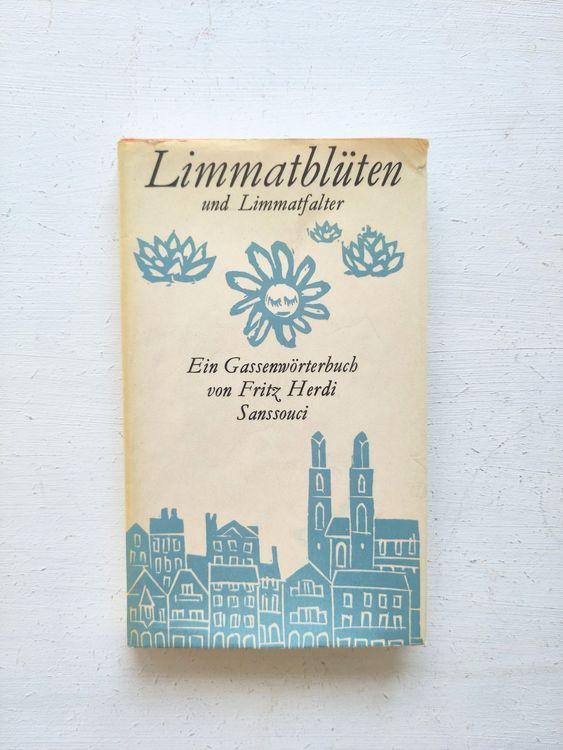 Limmatblüten
und Limmatfalter
Ein Gassenwörterbuch
von Fritz Herdi
Sanssouci